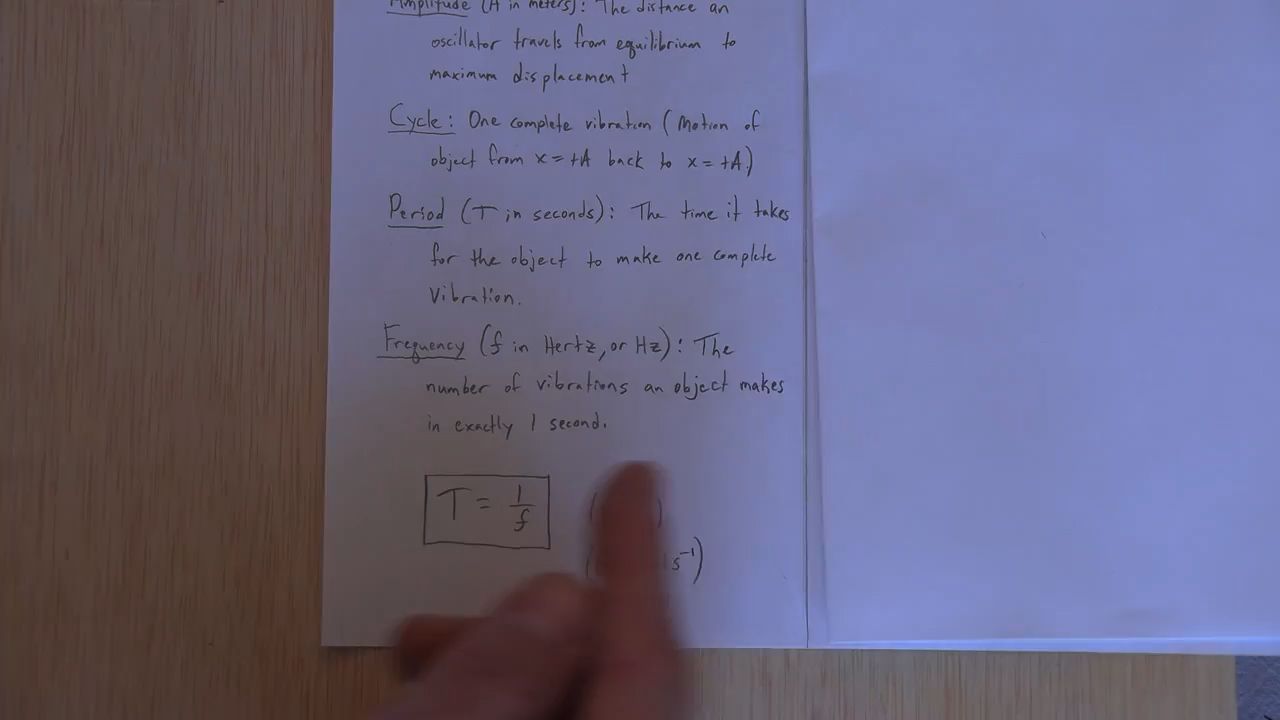 Amplitude (A in meters): The distance an
oscillator travels from equilibrium to
maximum displacement
Cycle: One complete vibration (Motion of
object from x = +A back to x = +A.)
Period (T in seconds): The time it takes
for the object to make one complete
Vibration.
Frequency (f in Hertz, or Hz): The
number of vibrations an object makes
in exactly 1 second.
T = 1/f
s⁻¹)